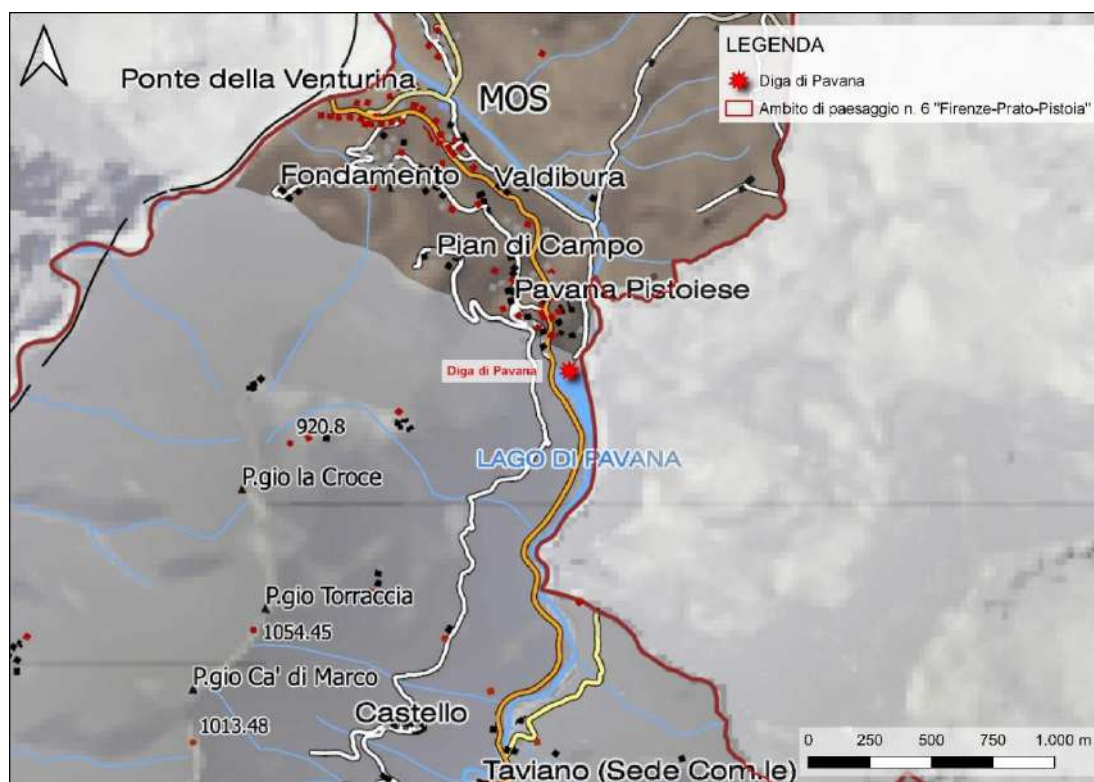 LEGENDA
Diga di Pavana
Ambito di paesaggio n. 6 "Firenze-Prato-Pistoia"
Ponte della Venturina
MOS
Fondamento
Valdibura
Pian di Campo
Pavana Pistoiese
Diga di Pavana
920.8
LAGO DI PAVANA
P.gio la Croce
P.gio Torraccia
1054.45
P.gio Ca' di Marco
Castello
1013.48
Taviano (Sede Com.le)
0 250 500 750 1.000 m